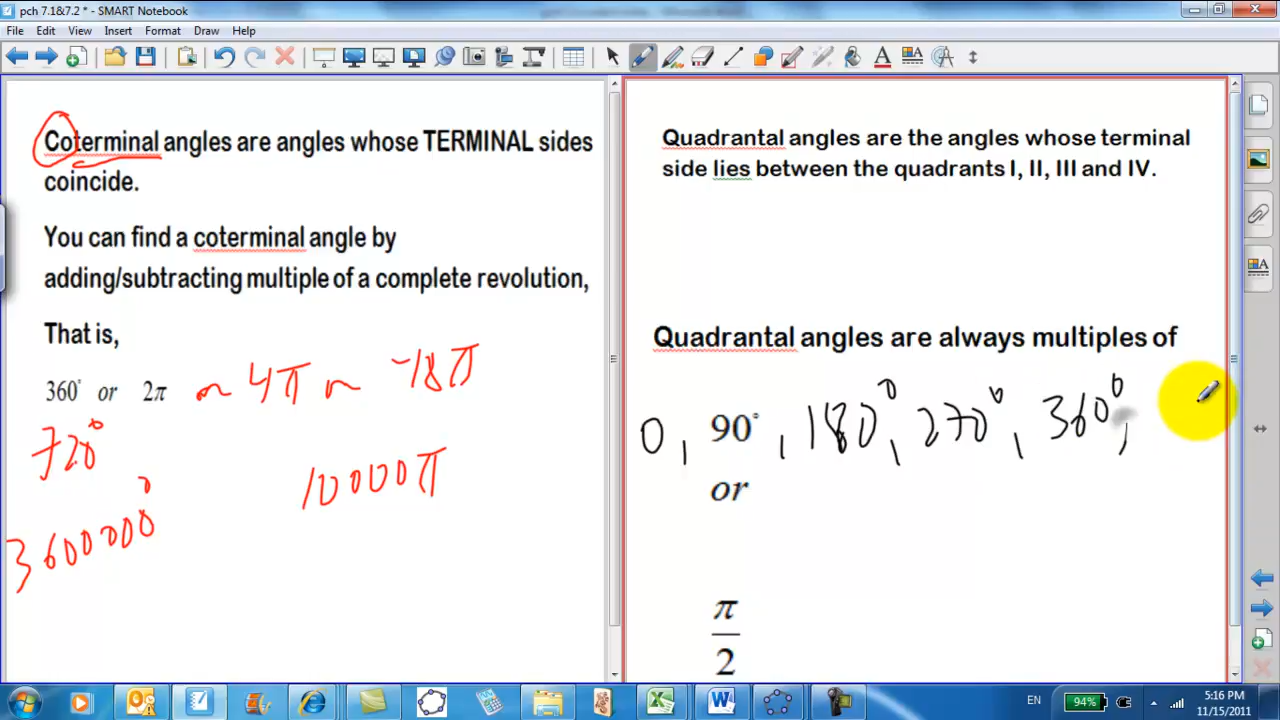 pch 7.1&7.2 * - SMART Notebook
File Edit View Insert Format Draw Help
Coterminal angles are angles whose TERMINAL sides
coincide.
You can find a coterminal angle by
adding/subtracting multiple of a complete revolution,
That is,
360° or 2π or 4π or -18π
720°
10000π
3600000°
Quadrantal angles are the angles whose terminal
side lies between the quadrants I, II, III and IV.
Quadrantal angles are always multiples of
0, 90°, 180°, 270°, 360°,
or
π
2
EN
94%
5:16 PM
11/15/2011